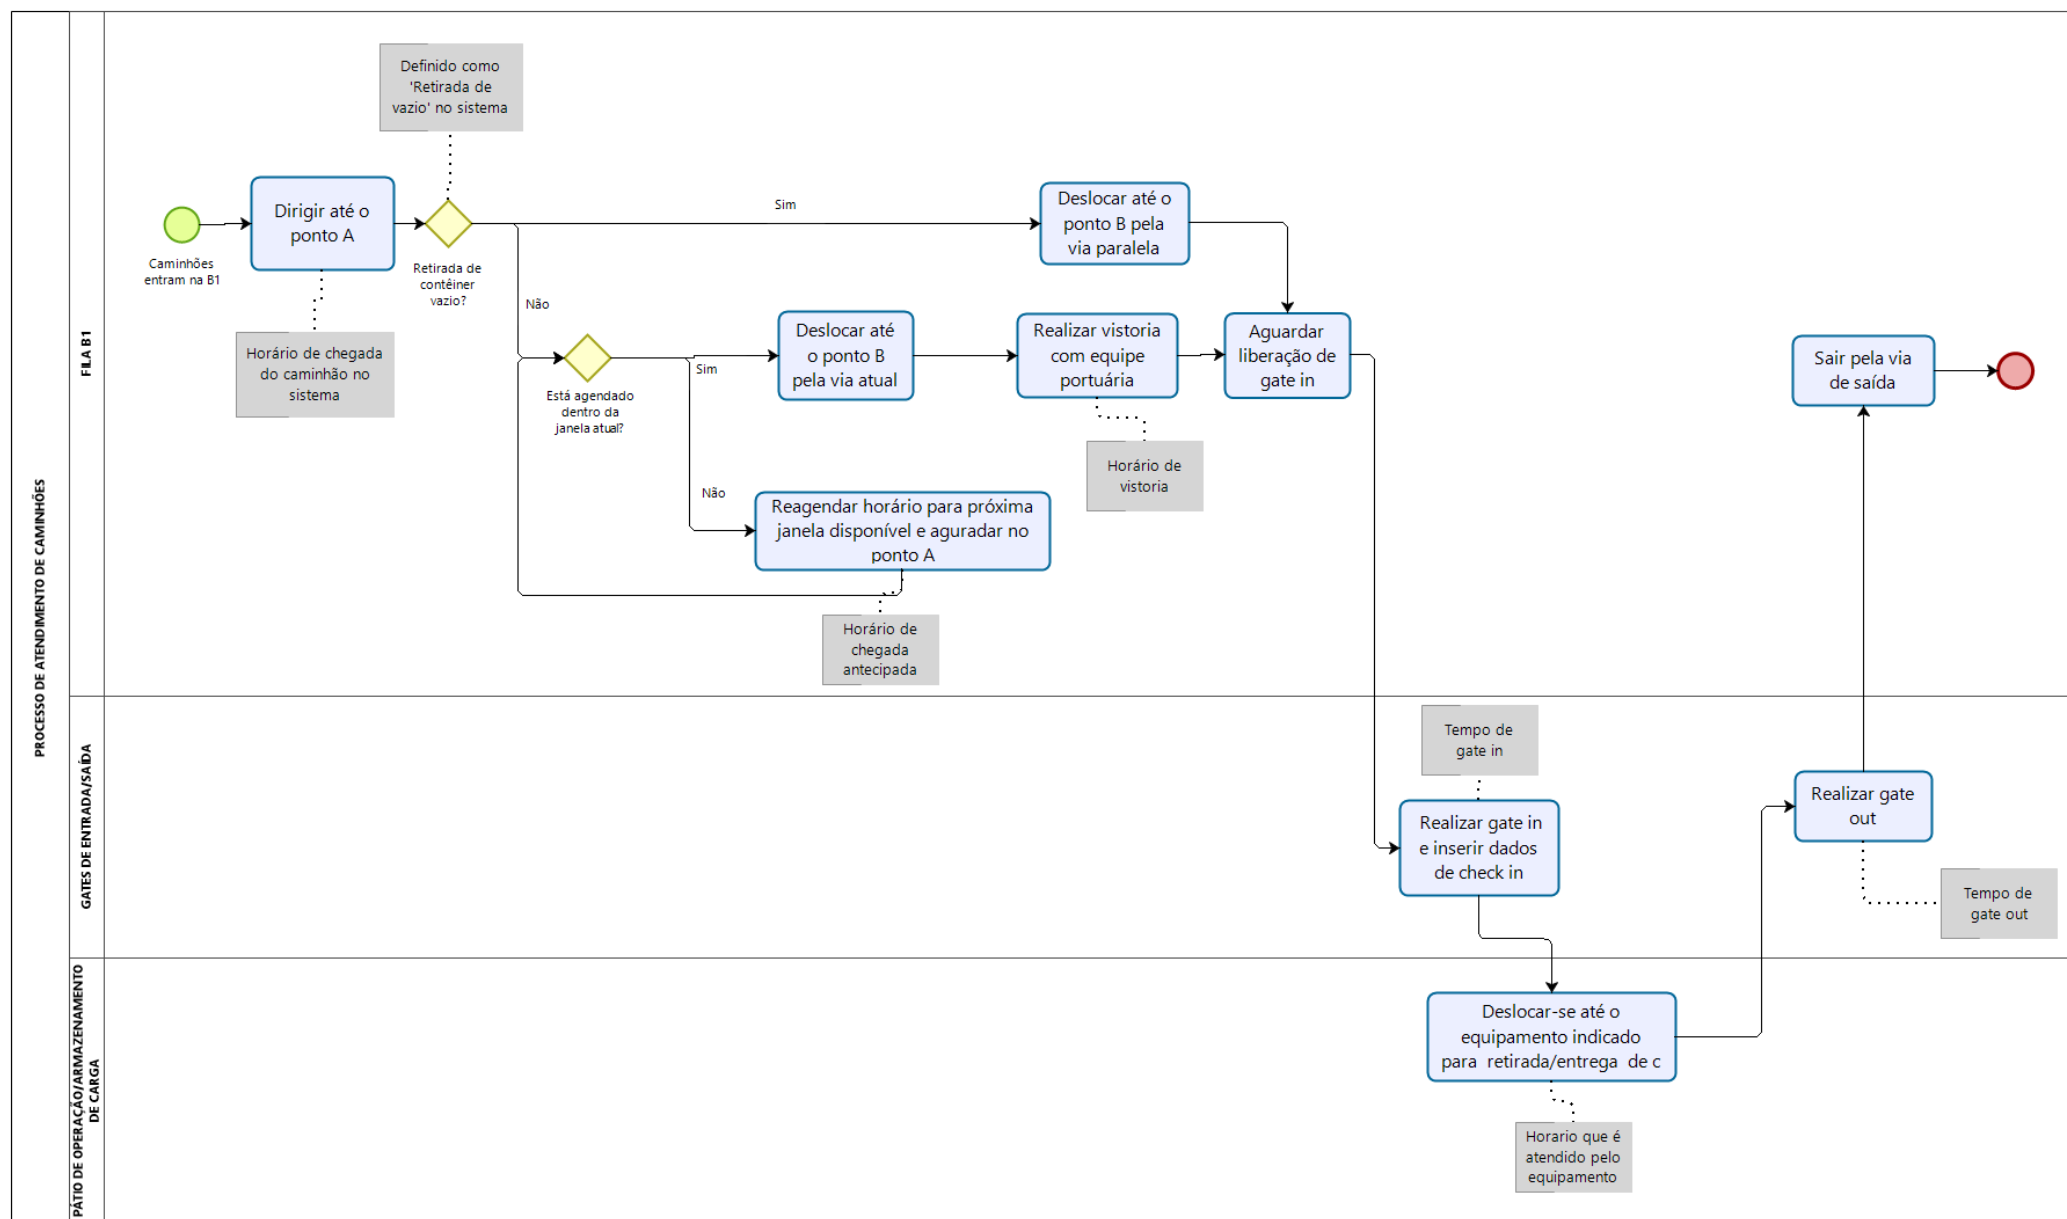 PROCESSO DE ATENDIMENTO DE CAMINHÕES
FILA B1
Definido como
'Retirada de
vazio' no sistema
Caminhões
entram na B1
Dirigir até o
ponto A
Horário de chegada
do caminhão no
sistema
Retirada de
contêiner
vazio?
Sim
Não
Deslocar até o
ponto B pela
via paralela
Está agendado
dentro da
janela atual?
Sim
Não
Deslocar até
o ponto B
pela via atual
Realizar vistoria
com equipe
portuária
Horário de
vistoria
Aguardar
liberação de
gate in
Reagendar horário para próxima
janela disponível e aguradar no
ponto A
Horário de
chegada
antecipada
Sair pela via
de saída
GATES DE ENTRADA/SAÍDA
Tempo de
gate in
Realizar gate in
e inserir dados
de check in
Realizar gate
out
Tempo de
gate out
PÁTIO DE OPERAÇÃO/ARMAZENAMENTO
DE CARGA
Deslocar-se até o
equipamento indicado
para retirada/entrega de c
Horario que é
atendido pelo
equipamento